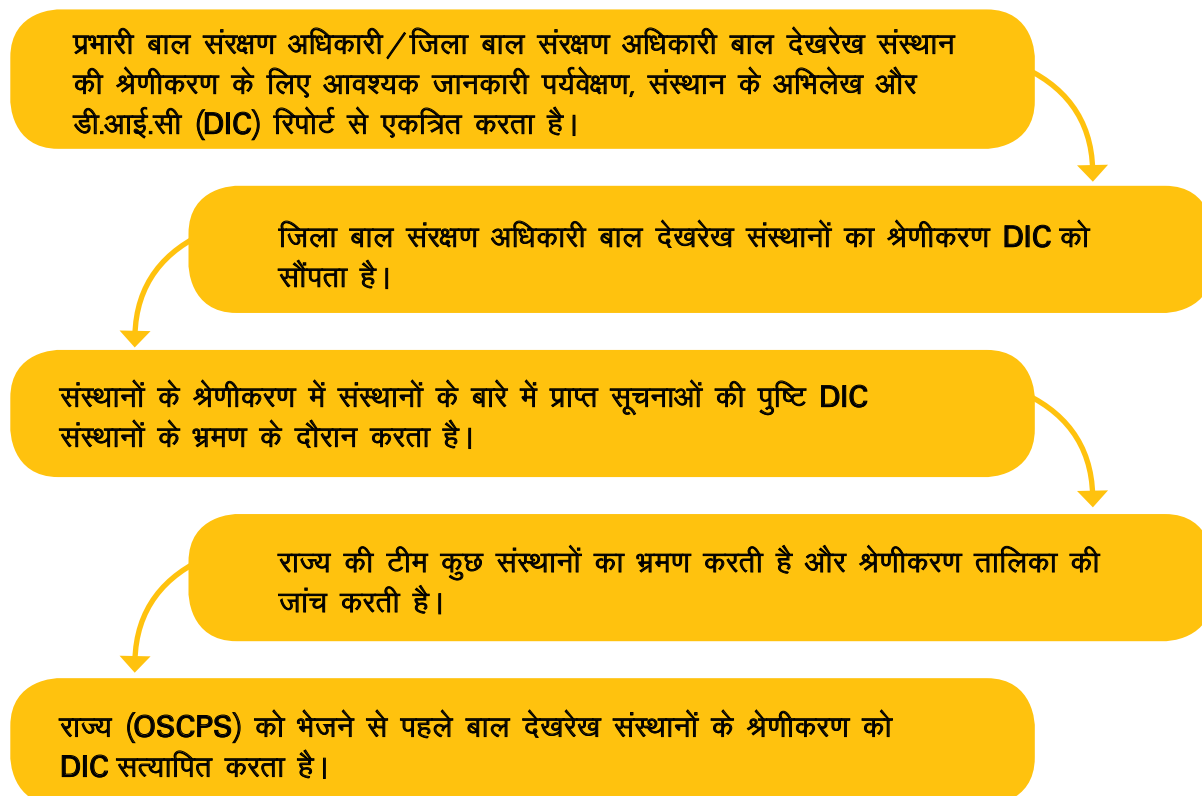 प्रभारी बाल संरक्षण अधिकारी/जिला बाल संरक्षण अधिकारी बाल देखरेख संस्थान
की श्रेणीकरण के लिए आवश्यक जानकारी पर्यवेक्षण, संस्थान के अभिलेख और
डी.आई.सी (DIC) रिपोर्ट से एकत्रित करता है।
जिला बाल संरक्षण अधिकारी बाल देखरेख संस्थानों का श्रेणीकरण DIC को
सौंपता है।
संस्थानों के श्रेणीकरण में संस्थानों के बारे में प्राप्त सूचनाओं की पुष्टि DIC
संस्थानों के भ्रमण के दौरान करता है।
राज्य की टीम कुछ संस्थानों का भ्रमण करती है और श्रेणीकरण तालिका की
जांच करती है।
राज्य (OSCPS) को भेजने से पहले बाल देखरेख संस्थानों के श्रेणीकरण को
DIC सत्यापित करता है।